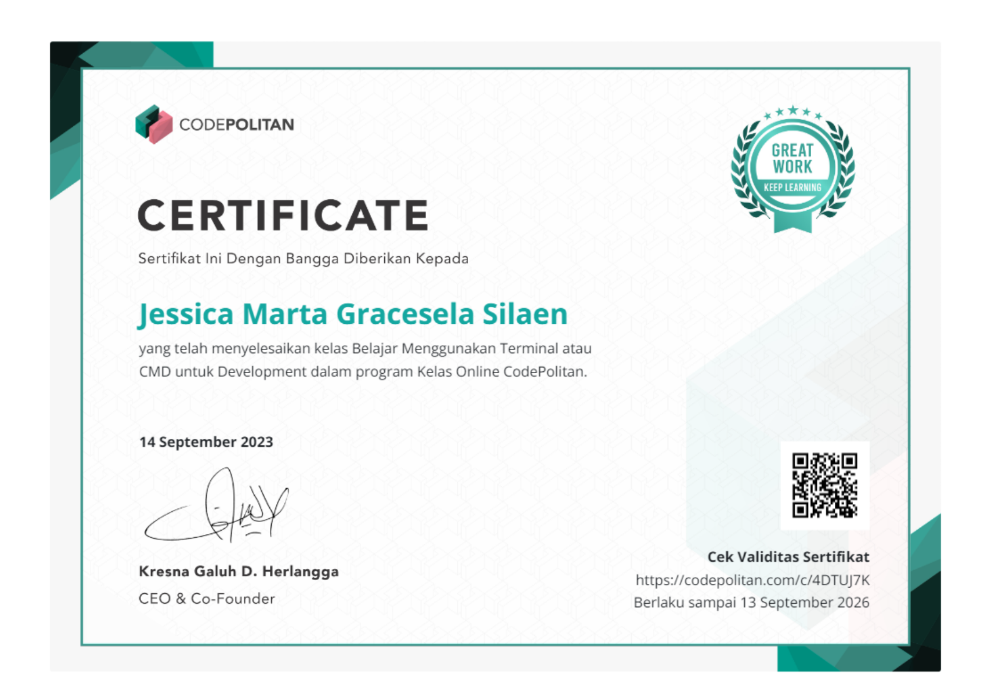 CODEPOLITAN
GREAT
WORK
KEEP LEARNING
CERTIFICATE
Sertifikat Ini Dengan Bangga Diberikan Kepada
Jessica Marta Gracesela Silaen
yang telah menyelesaikan kelas Belajar Menggunakan Terminal atau
CMD untuk Development dalam program Kelas Online CodePolitan.
14 September 2023
Kresna Galuh D. Herlangga
CEO & Co-Founder
Cek Validitas Sertifikat
https://codepolitan.com/c/4DTUJ7K
Berlaku sampai 13 September 2026